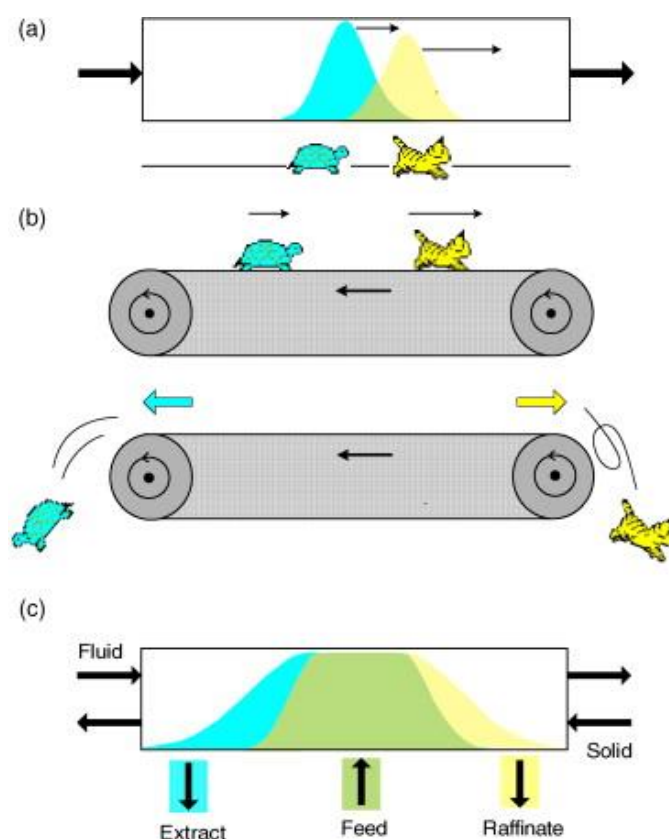 (a)
(b)
(c)
Fluid
Solid
Extract
Feed
Raffinate